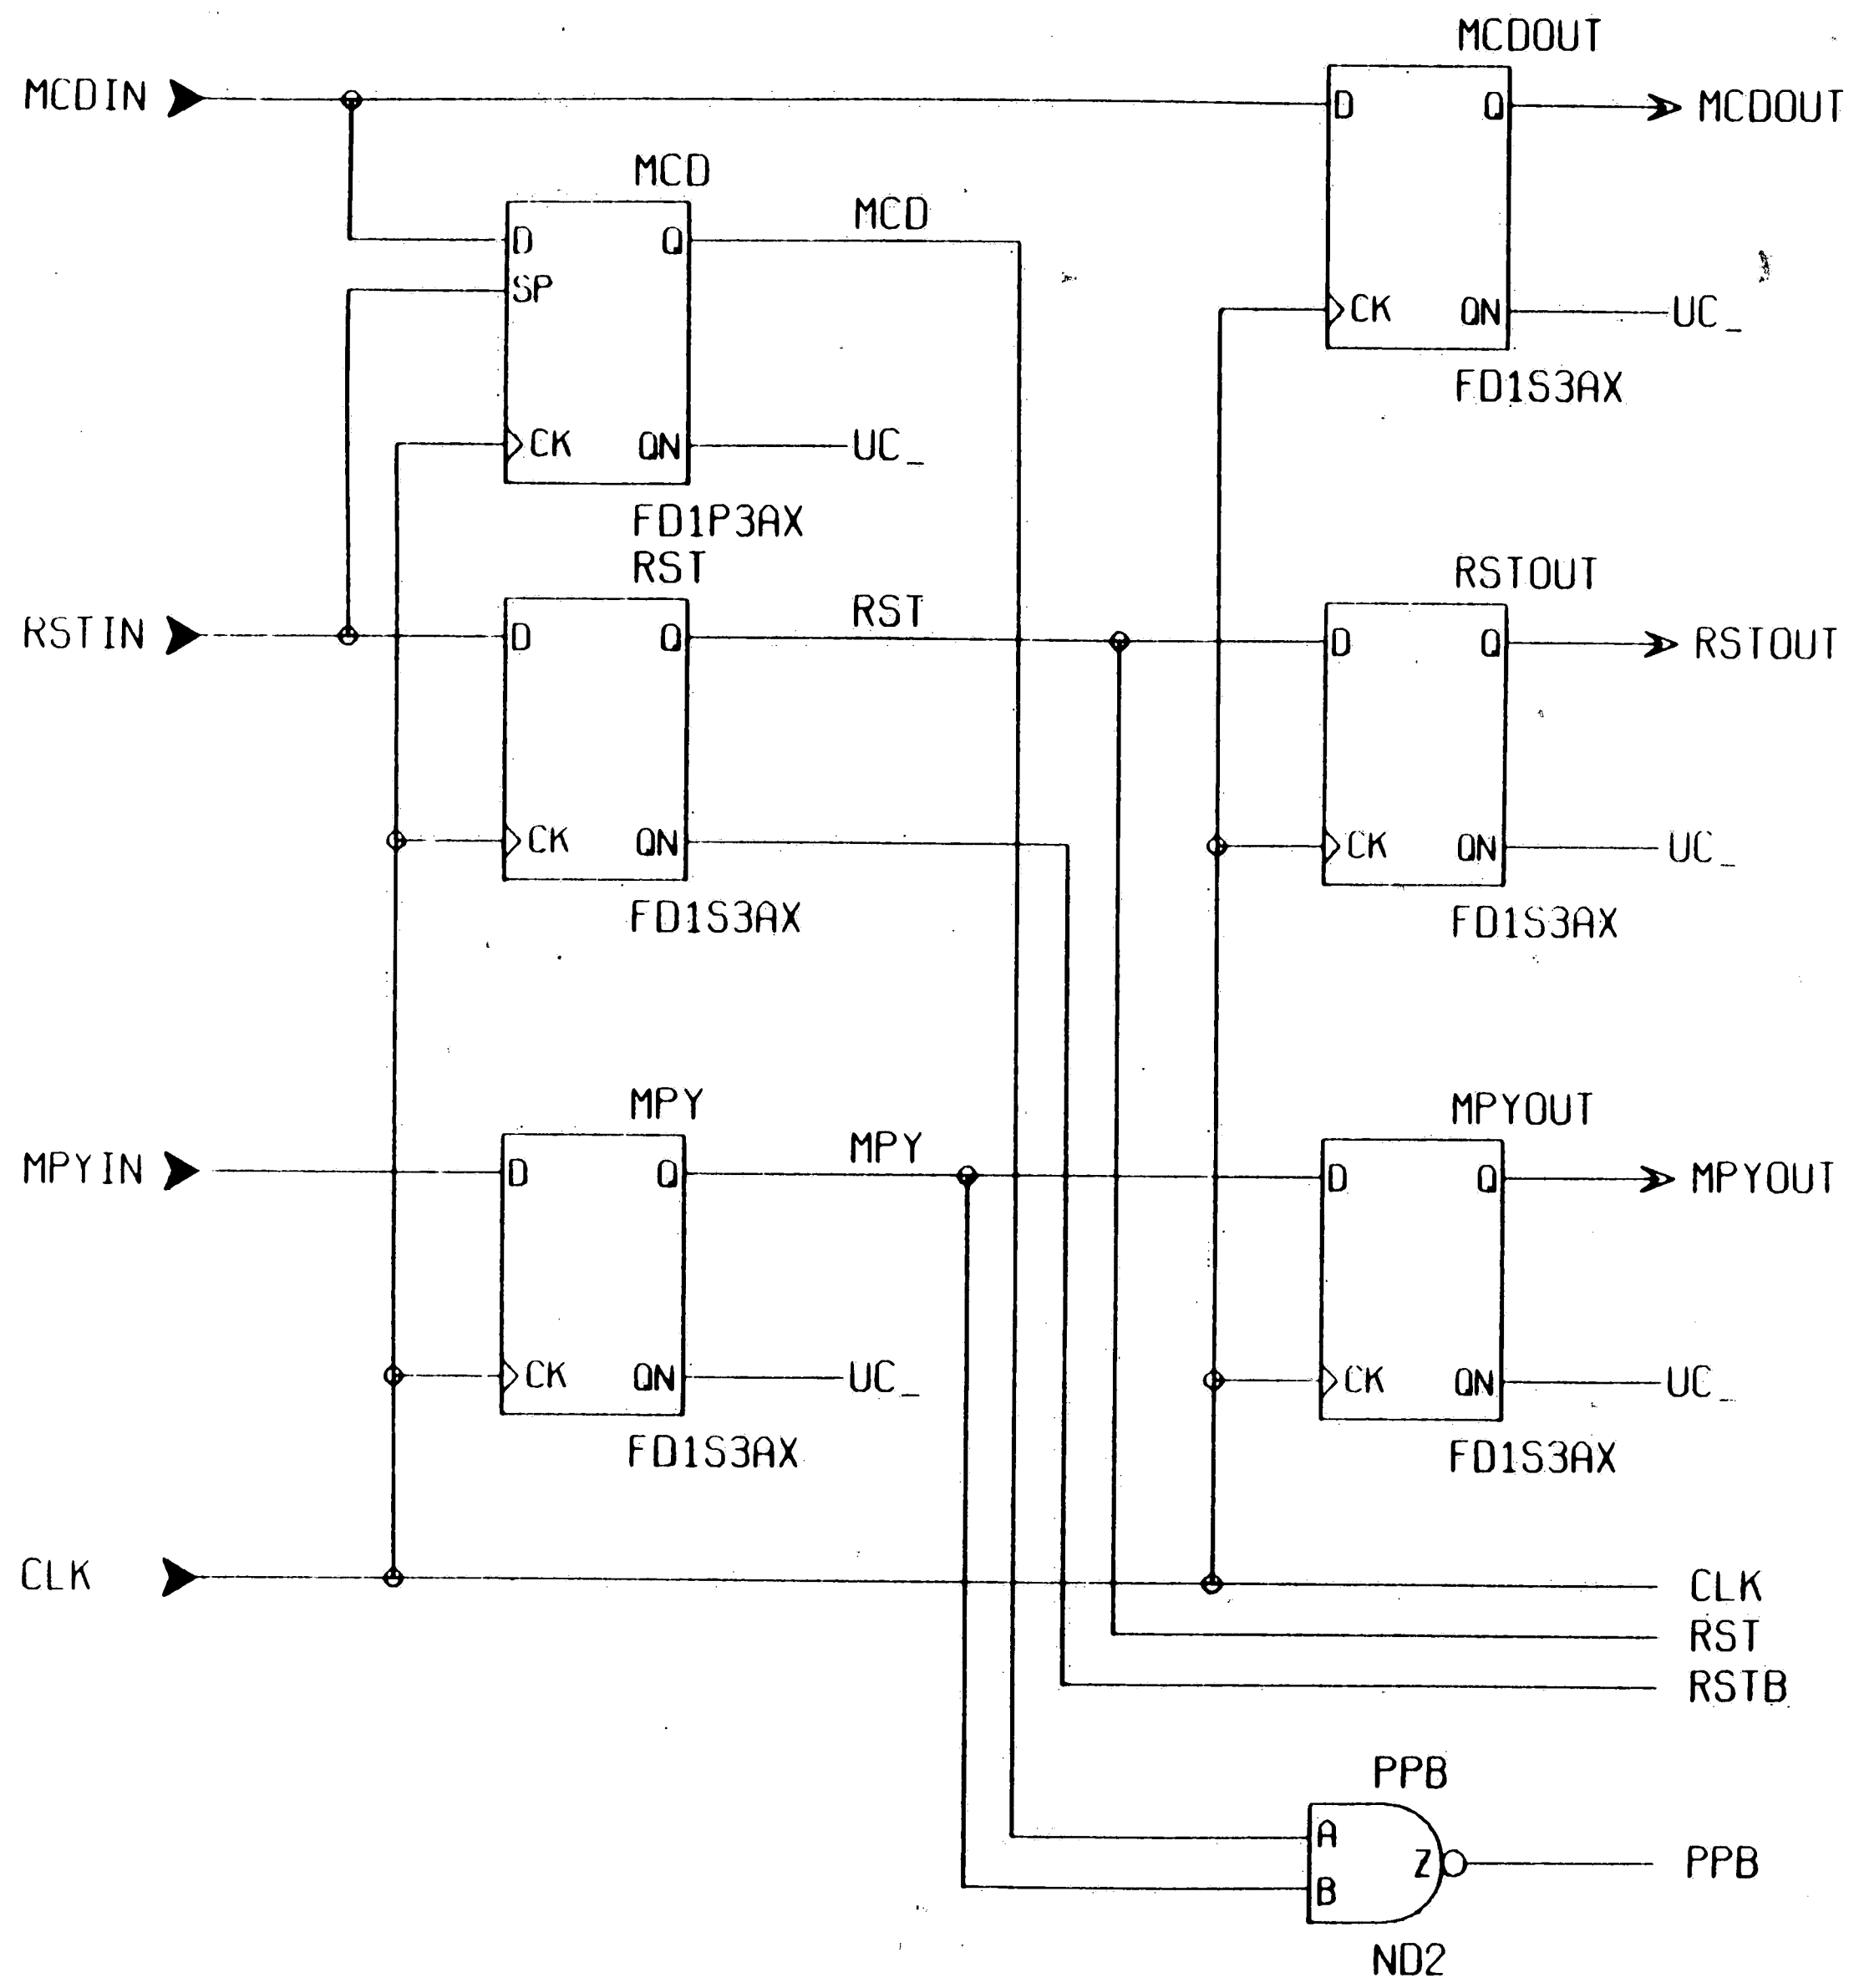 MCDOUT
MCDIN
D Q
MCDOUT
MCD
MCD
D Q
SP
CK QN
UC_
FD1S3AX
CK QN
UC_
FD1P3AX
RST
RST
RSTOUT
RSTIN
D Q
D Q
RSTOUT
CK QN
CK QN
UC_
FD1S3AX
FD1S3AX
MPY
MPY
MPYOUT
MPYIN
D Q
D Q
MPYOUT
CK QN
UC_
CK QN
UC_
FD1S3AX
FD1S3AX
CLK
CLK
RST
RSTB
PPB
A
Z
PPB
B
ND2